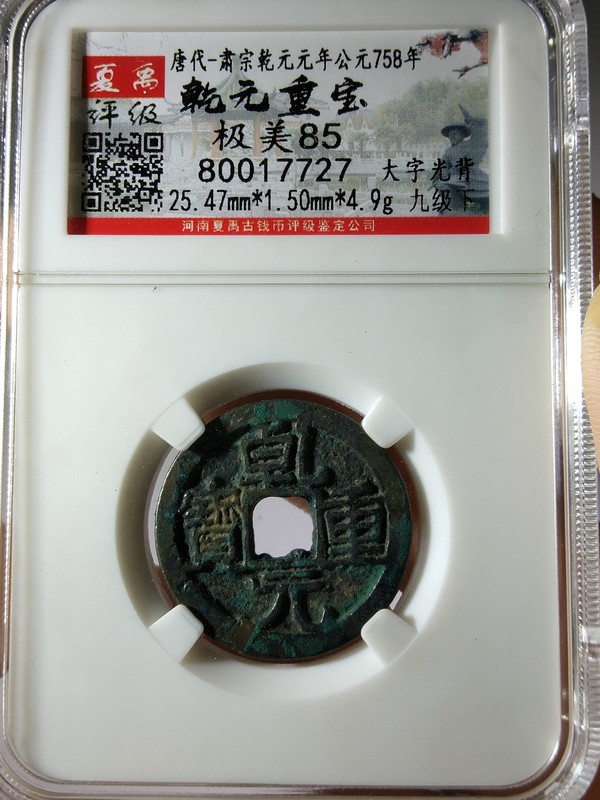 夏禹
评级
唐代-肃宗乾元元年公元758年
乾元重宝
极美85
80017727 大字光背
25.47mm*1.50mm*4.9g 九级下
河南夏禹古钱币评级鉴定公司
乾元重寶